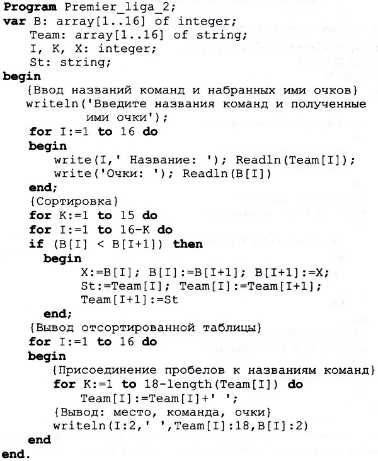 Program Premier_liga_2;
var B: array[1..16] of integer;
Team: array[1..16] of string;
I, K, X: integer;
St: string;
begin
{Ввод названий команд и набранных ими очков}
writeln('Введите названия команд и полученные
ими очки');
for I:=1 to 16 do
begin
write(I,' Название: '); Readln(Team[I]);
write('Очки: '); Readln(B[I])
end;
{Сортировка}
for K:=1 to 15 do
for I:=1 to 16-K do
if (B[I] < B[I+1]) then
begin
X:=B[I]; B[I]:=B[I+1]; B[I+1]:=X;
St:=Team[I]; Team[I]:=Team[I+1];
Team[I+1]:=St
end;
{Вывод отсортированной таблицы}
for I:=1 to 16 do
begin
{Присоединение пробелов к названиям команд}
for K:=1 to 18-length(Team[I]) do
Team[I]:=Team[I]+' ';
{Вывод: место, команда, очки}
writeln(I:2,' ',Team[I]:18,B[I]:2)
end
end.